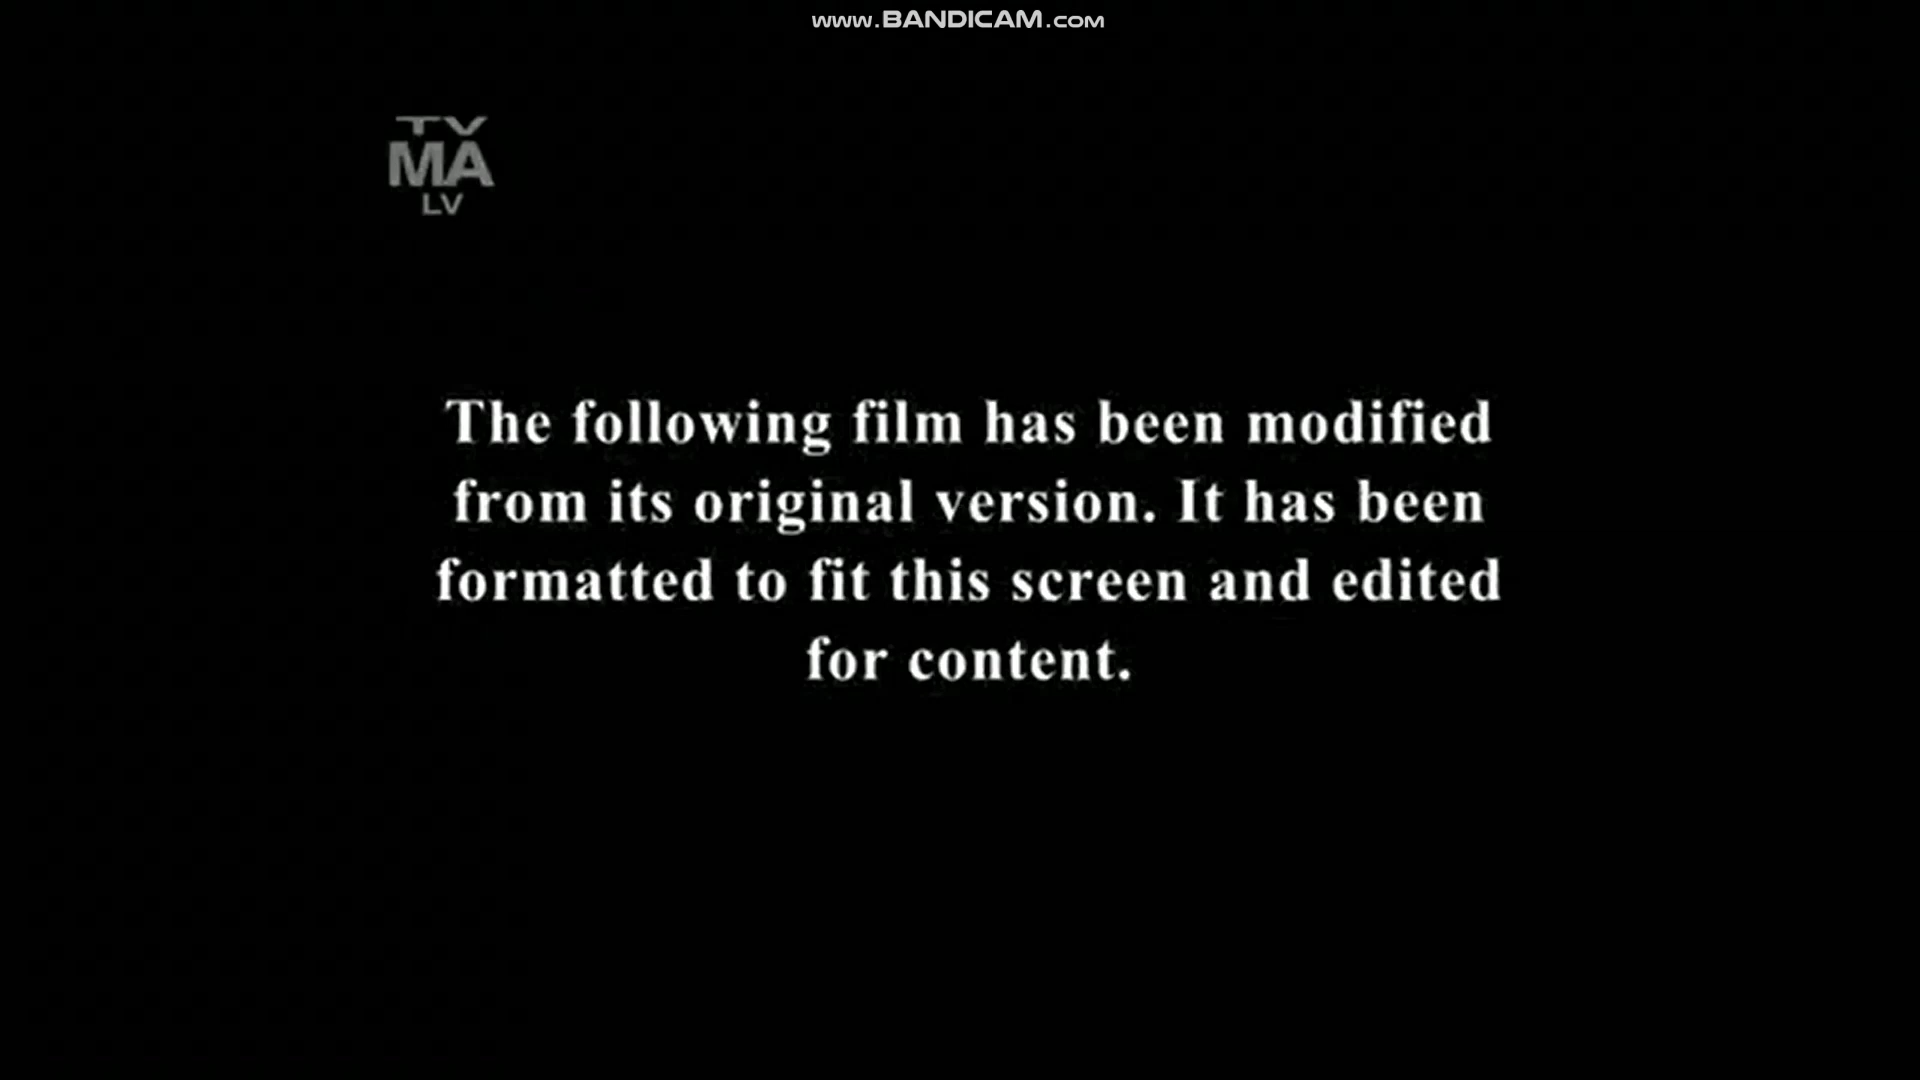 www.BANDICAM.com
TV
MA
LV
The following film has been modified
from its original version. It has been
formatted to fit this screen and edited
for content.